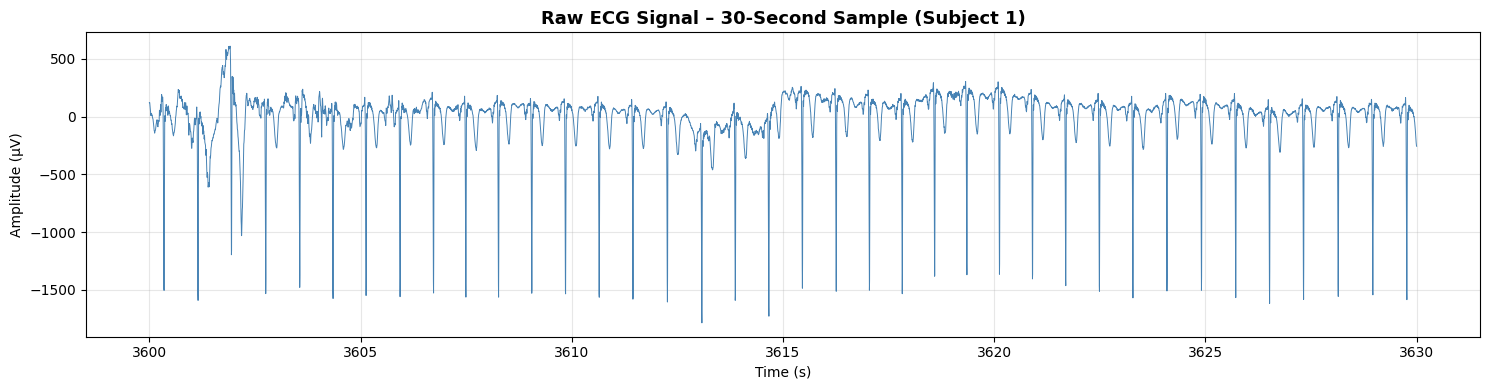 Raw ECG Signal – 30-Second Sample (Subject 1)
Amplitude (µV)
500
0
−500
−1000
−1500
3600 3605 3610 3615 3620 3625 3630
Time (s)